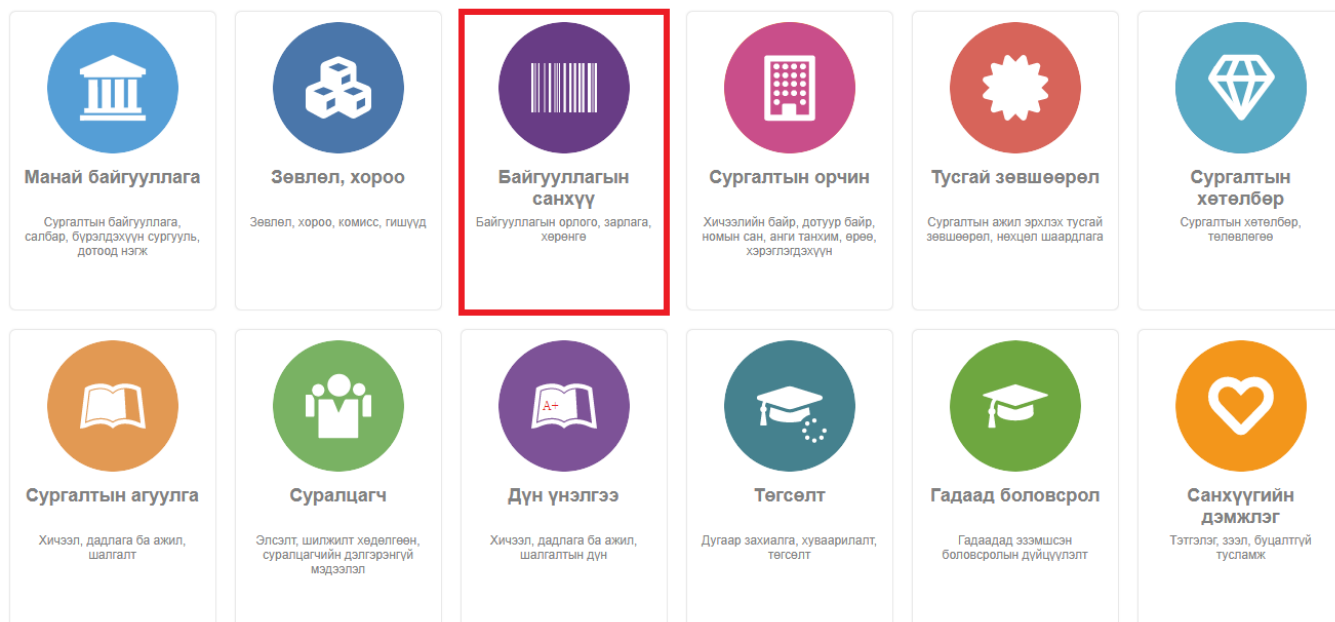 Манай байгууллага
Сургалтын байгууллага,
салбар, бүрэлдэхүүн сургууль,
дотоод нэгж
Зөвлөл, хороо
Зөвлөл, хороо, комисс, гишүүд
Байгууллагын
санхүү
Байгууллагын орлого, зарлага,
хөрөнгө
Сургалтын орчин
Хичээлийн байр, дотуур байр,
номын сан, анги танхим, өрөө,
хэрэглэгдэхүүн
Тусгай зөвшөөрөл
Сургалтын ажил эрхлэх тусгай
зөвшөөрөл, нөхцөл шаардлага
Сургалтын
хөтөлбөр
Сургалтын хөтөлбөр,
төлөвлөгөө
Сургалтын агуулга
Хичээл, дадлага ба ажил,
шалгалт
Суралцагч
Элсэлт, шилжилт хөдөлгөөн,
суралцагчийн дэлгэрэнгүй
мэдээлэл
A+
Дүн үнэлгээ
Хичээл, дадлага ба ажил,
шалгалтын дүн
Төгсөлт
Дугаар захиалга, хуваарилалт,
төгсөлт
Гадаад боловсрол
Гадаадад эзэмшсэн
боловсролын дүйцүүлэлт
Санхүүгийн
дэмжлэг
Тэтгэлэг, зээл, буцалтгүй
тусламж